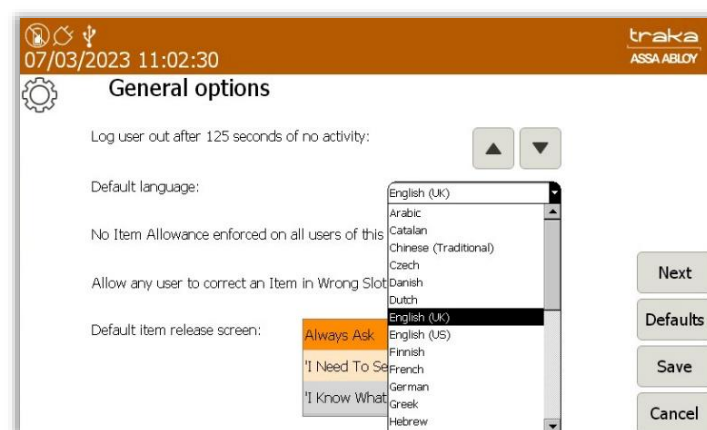 traka
07/03/2023 11:02:30
ASSA ABLOY
General options
Log user out after 125 seconds of no activity:
Default language:
English (UK)
Arabic
No Item Allowance enforced on all users of this
Catalan
Chinese (Traditional)
Czech
Allow any user to correct an Item in Wrong Slot
Danish
Dutch
Default item release screen:
English (UK)
English (US)
Finnish
French
German
Greek
Hebrew
Always Ask
'I Need To Se
'I Know What
Next
Defaults
Save
Cancel